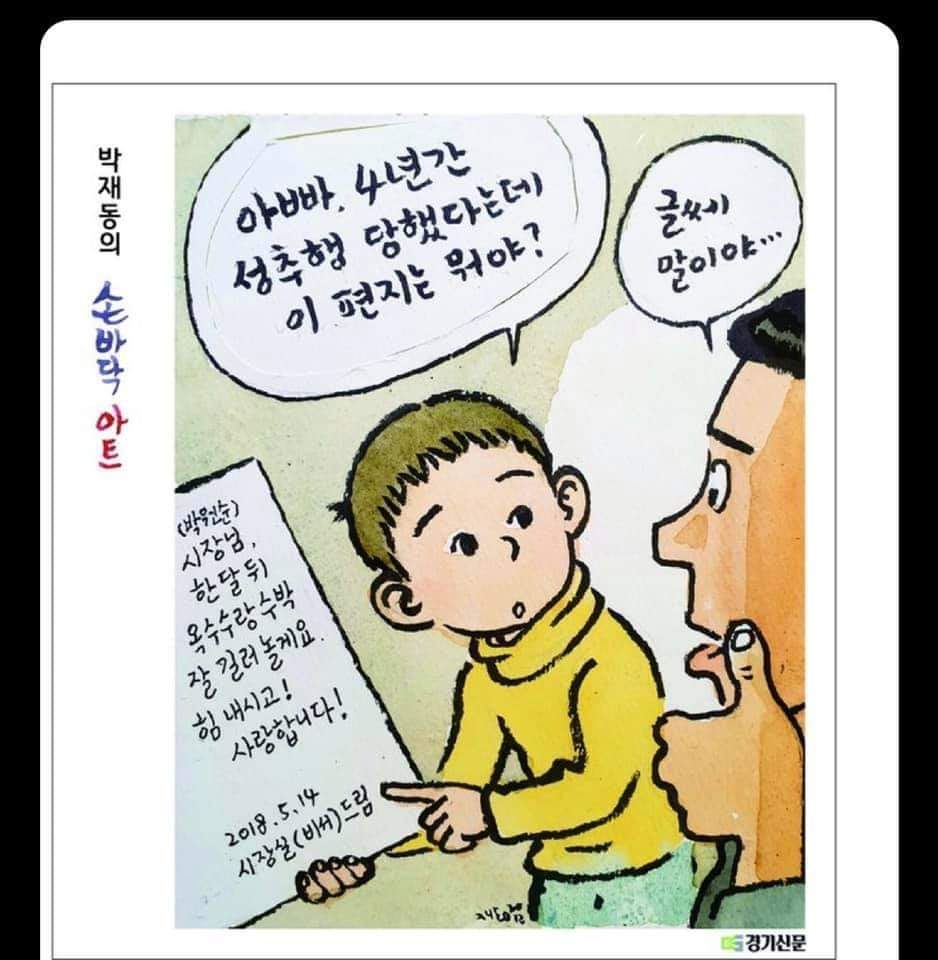 박재동의 손바닥 아트
아빠, 4년간
성추행 당했다는데
이 편지는 뭐야?
글쎄
말이야...
(박원순)
시장님,
한달 뒤
옥수수랑 수박
잘 길러 놓게요.
힘 내시고!
사랑합니다!
2018.5.14
시장실(비서)드림
경기신문